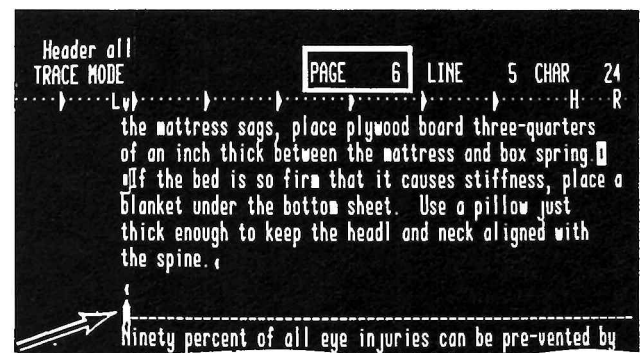 Header all
TRACE MODE PAGE 6 LINE 5 CHAR 24
L H R
the mattress sags, place plywood board three-quarters
of an inch thick between the mattress and box spring.
If the bed is so firm that it causes stiffness, place a
blanket under the bottom sheet. Use a pillow just
thick enough to keep the headl and neck aligned with
the spine.
Ninety percent of all eye injuries can be pre-vented by